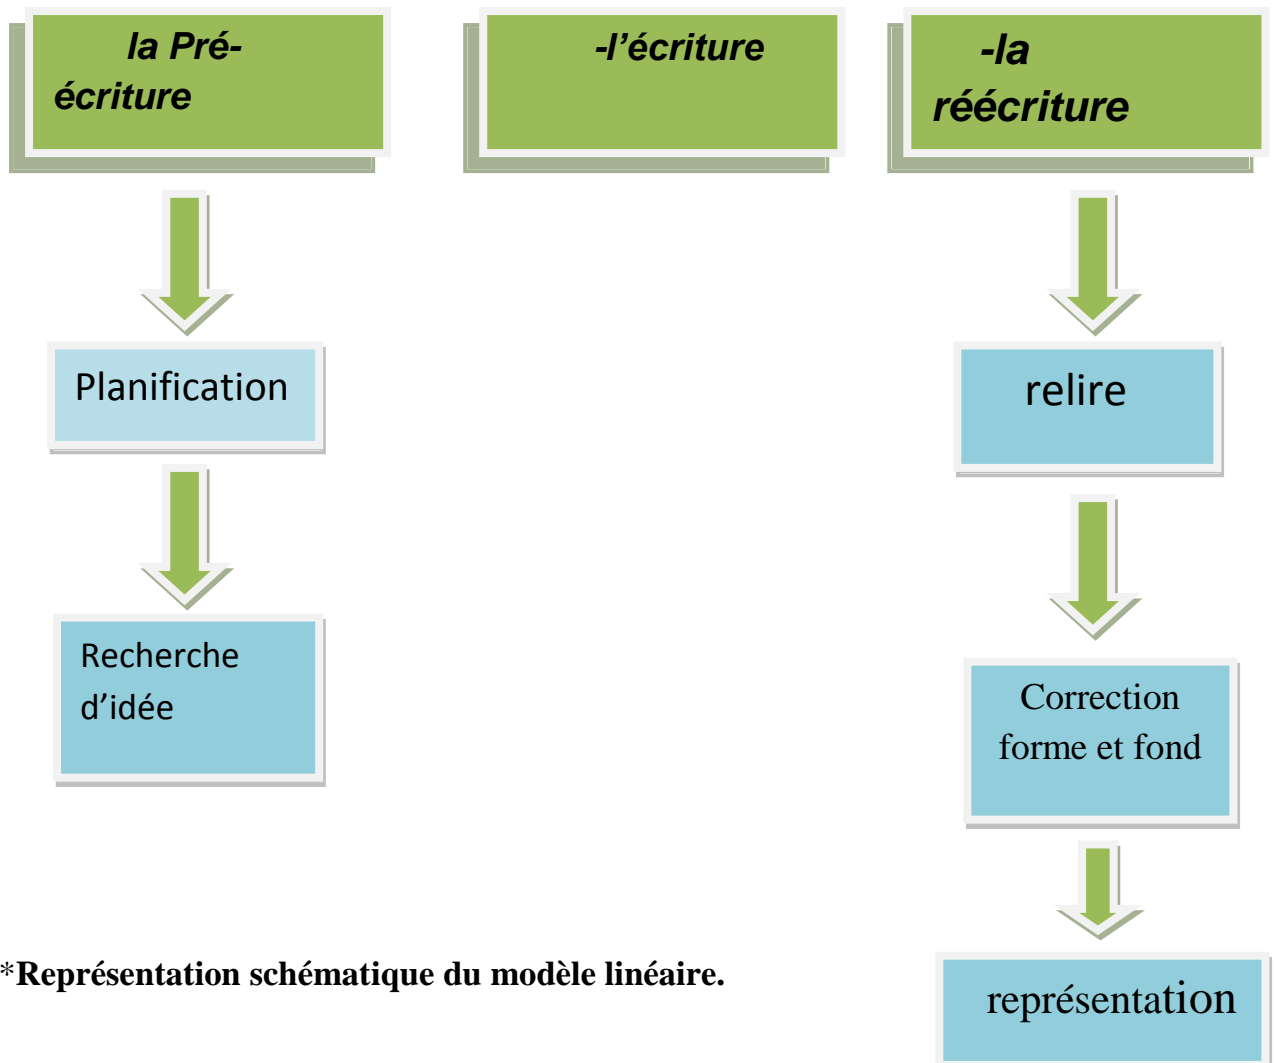 la Pré-
écriture
-l’écriture
-la
réécriture
Planification
Recherche
d’idée
relire
Correction
forme et fond
représentation
*Représentation schématique du modèle linéaire.